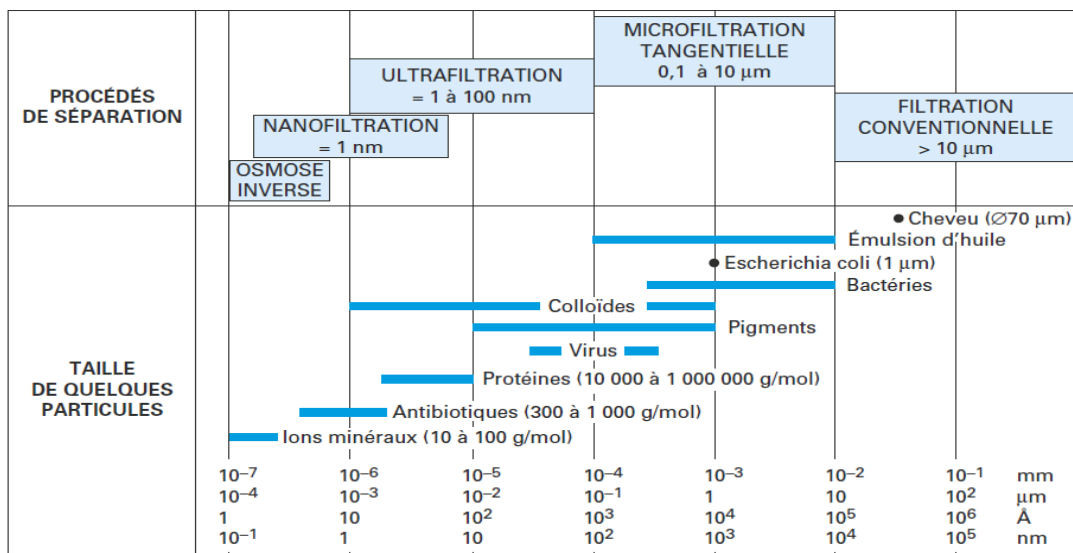 PROCÉDÉS
DE SÉPARATION
MICROFILTRATION
TANGENTIELLE
0,1 à 10 μm
ULTRAFILTRATION
= 1 à 100 nm
NANOFILTRATION
= 1 nm
OSMOSE
INVERSE
FILTRATION
CONVENTIONNELLE
> 10 μm
TAILLE
DE QUELQUES
PARTICULES
Cheveu (∅70 μm)
Émulsion d'huile
Escherichia coli (1 μm)
Bactéries
Colloïdes
Pigments
Virus
Protéines (10 000 à 1 000 000 g/mol)
Antibiotiques (300 à 1 000 g/mol)
Ions minéraux (10 à 100 g/mol)
10–7 10–6 10–5 10–4 10–3 10–2 10–1 mm
10–4 10–3 10–2 10–1 1 10 102 μm
1 10 102 103 104 105 106 Å
10–1 1 10 102 103 104 105 nm